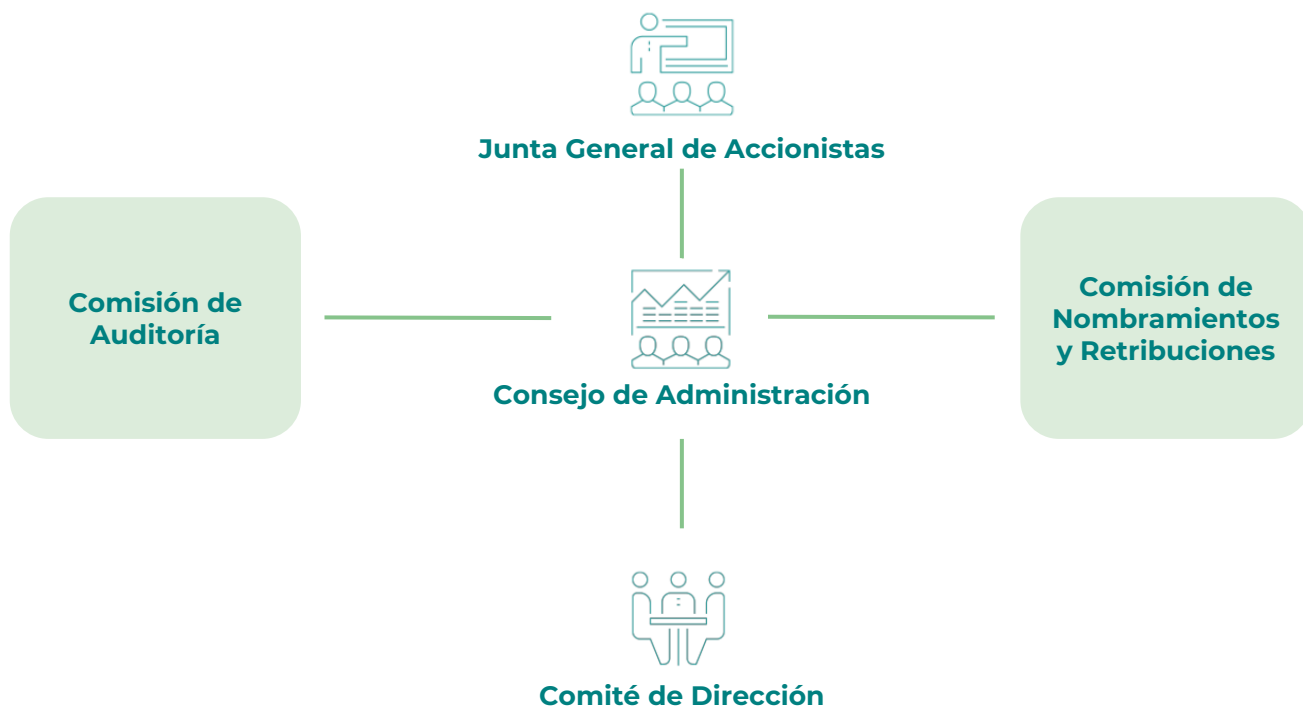 Junta General de Accionistas
Comisión de
Auditoría
Consejo de Administración
Comisión de
Nombramientos
y Retribuciones
Comité de Dirección